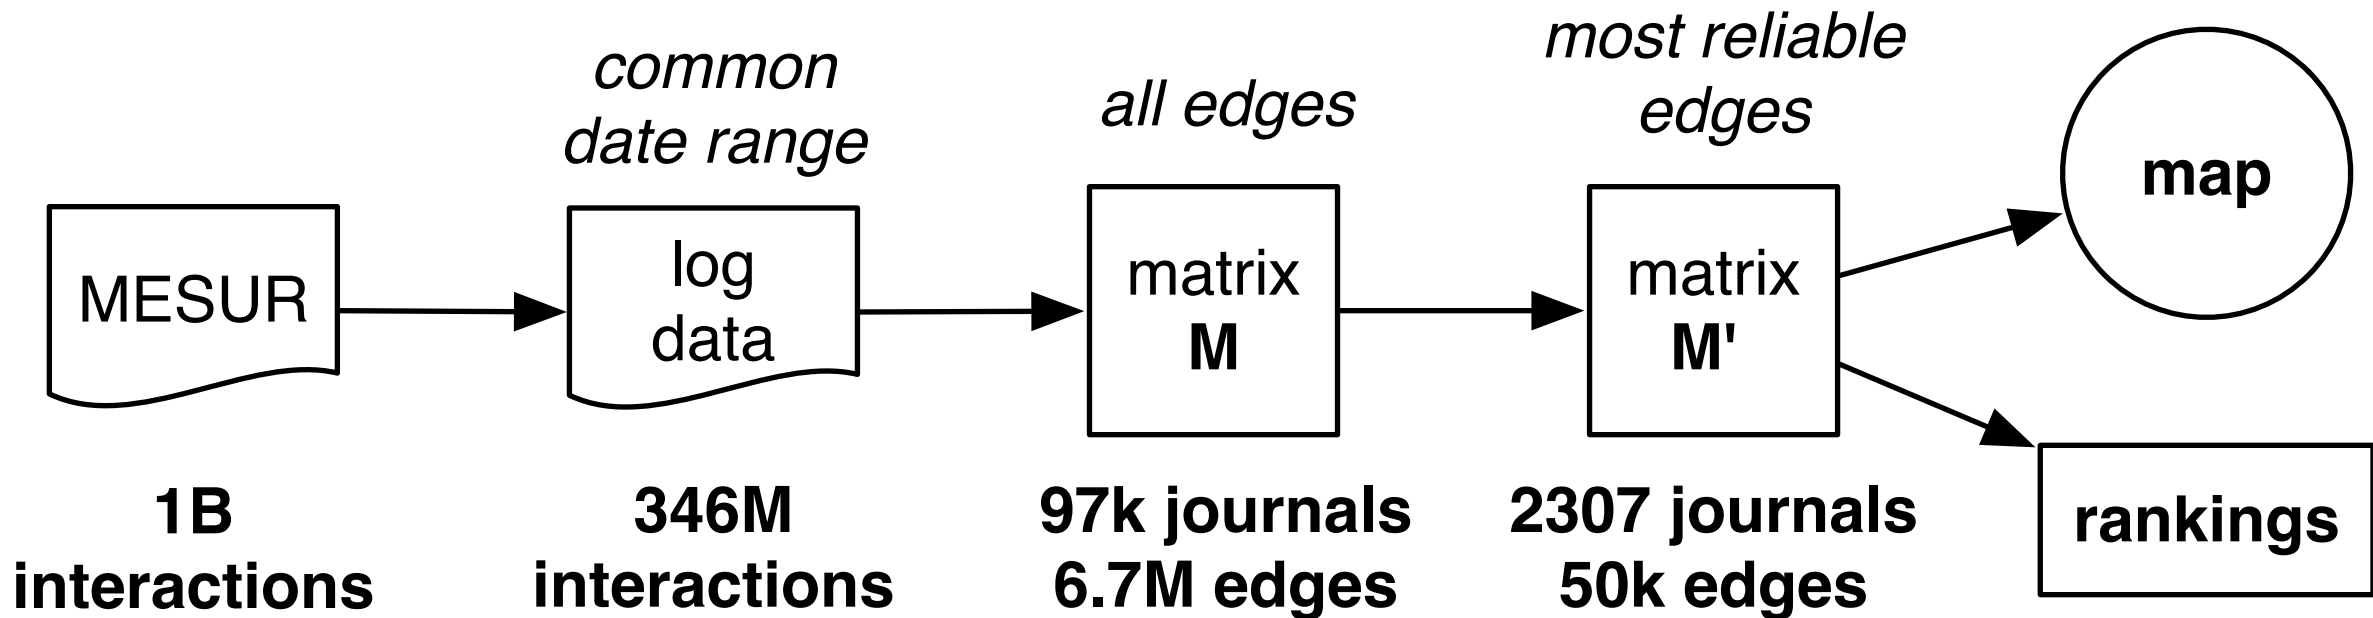 MESUR
1B
interactions
common
date range
log
data
346M
interactions
all edges
matrix
M
97k journals
6.7M edges
most reliable
edges
matrix
M'
2307 journals
50k edges
map
rankings